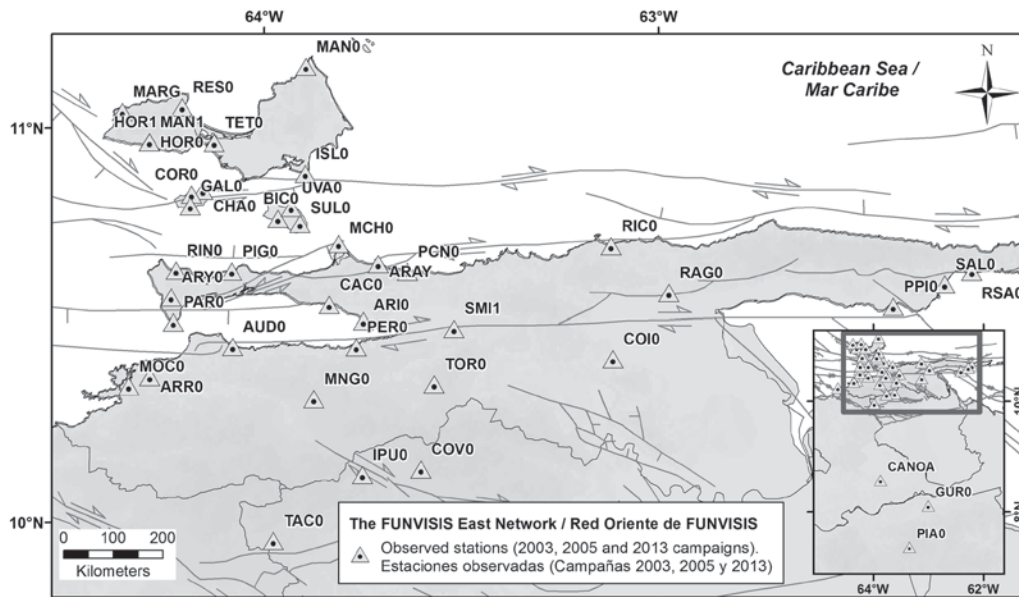 64°W
63°W
MAN0
Caribbean Sea /
Mar Caribe
N
MARG
RES0
11°N
HOR1
MAN1
TET0
HOR0
ISL0
COR0
GAL0
UVA0
CHA0
BIC0
SUL0
MCH0
RIC0
RIN0
PIG0
PCN0
ARY0
ARAY
CAC0
RAG0
SAL0
PPI0
RSA0
PAR0
ARI0
SMI1
PER0
AUD0
COI0
MOC0
ARR0
MNG0
TOR0
10°N
IPU0
COV0
CANOA
GUR0
8°N
PIA0
64°W
62°W
TAC0
10°N
0 50 100 200
Kilometers
The FUNVISIS East Network / Red Oriente de FUNVISIS
Observed stations (2003, 2005 and 2013 campaigns).
Estaciones observadas (Campañas 2003, 2005 y 2013)